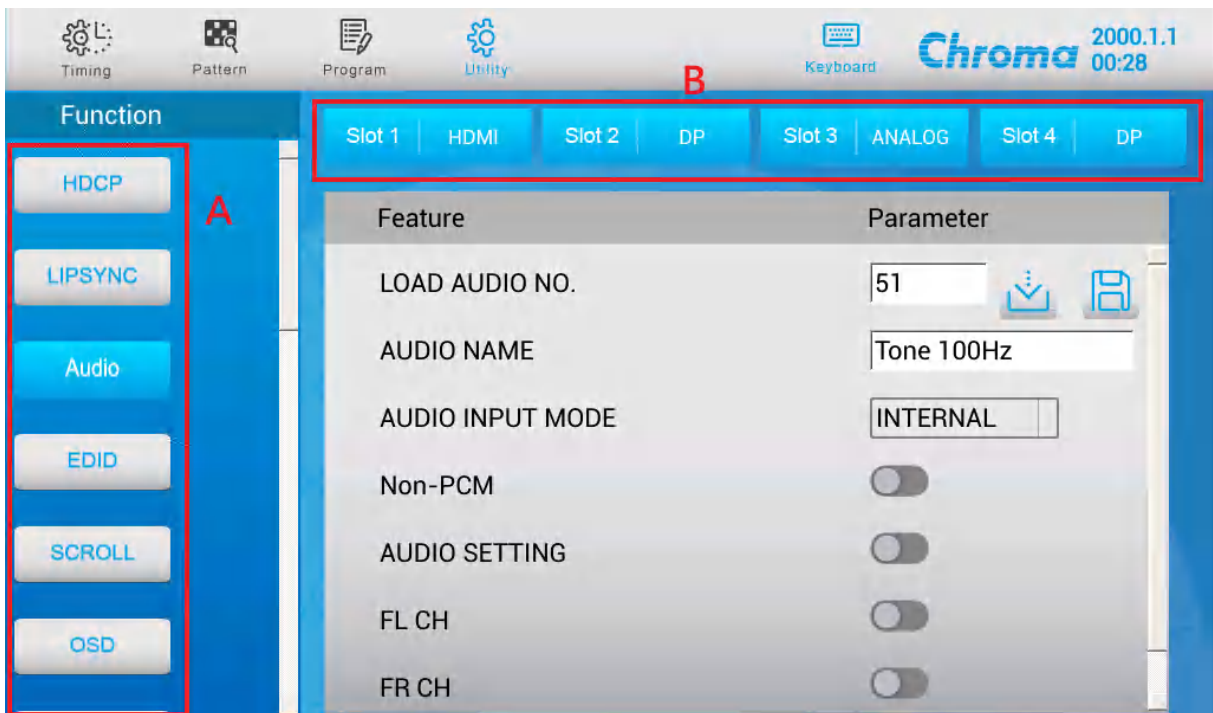 Timing Pattern Program Utility Keyboard Chroma 2000.1.1
00:28
Function
B
Slot 1 HDMI Slot 2 DP Slot 3 ANALOG Slot 4 DP
HDCP
A
LIPSYNC
Audio
EDID
SCROLL
OSD
Feature Parameter
LOAD AUDIO NO. 51
AUDIO NAME Tone 100Hz
AUDIO INPUT MODE INTERNAL
Non-PCM
AUDIO SETTING
FL CH
FR CH